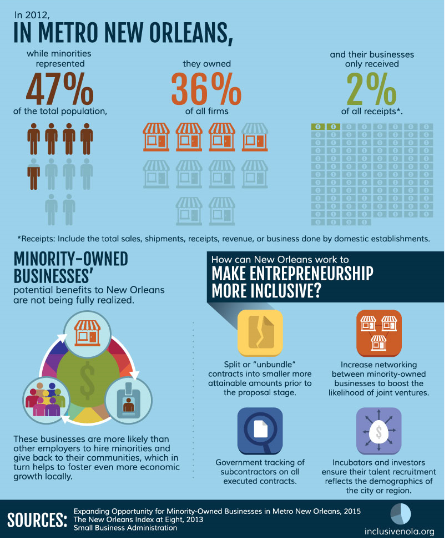 In 2012,
IN METRO NEW ORLEANS,
while minorities
represented
47%
of the total population,
they owned
36%
of all firms
and their businesses
only received
2%
of all receipts*.
*Receipts: Include the total sales, shipments, receipts, revenue, or business done by domestic establishments.
MINORITY-OWNED
BUSINESSES'
potential benefits to New Orleans
are not being fully realized.
These businesses are more likely than
other employers to hire minorities and
give back to their communities, which in
turn helps to foster even more economic
growth locally.
How can New Orleans work to
MAKE ENTREPRENEURSHIP
MORE INCLUSIVE?
Split or "unbundle"
contracts into smaller more
attainable amounts prior to
the proposal stage.
Increase networking
between minority-owned
businesses to boost the
likelihood of joint ventures.
Government tracking of
subcontractors on all
executed contracts.
Incubators and investors
ensure their talent recruitment
reflects the demographics of
the city or region.
SOURCES:
Expanding Opportunity for Minority-Owned Businesses in Metro New Orleans, 2015
The New Orleans Index at Eight, 2013
Small Business Administration
inclusivenola.org